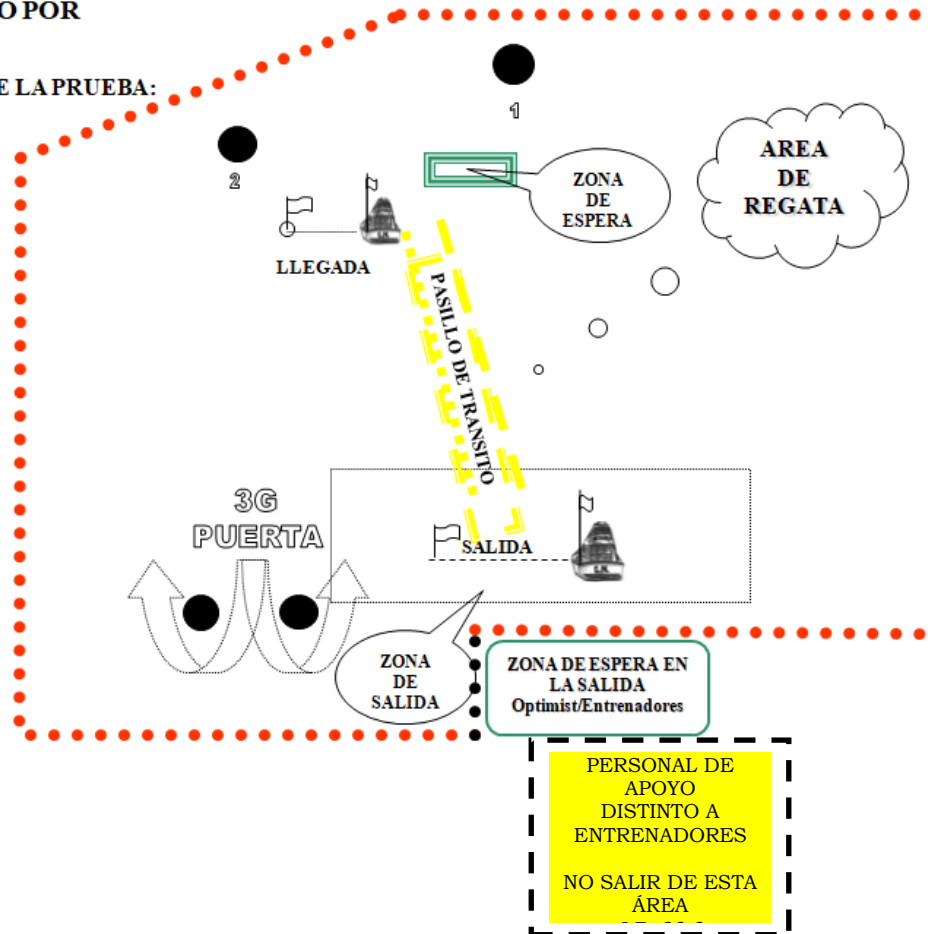 O POR
E LA PRUEBA:
1
2
AREA
DE
REGATA
ZONA
DE
ESPERA
LLEGADA
PASILLO DE TRANSITO
3G
PUERTA
SALIDA
ZONA
DE
SALIDA
ZONA DE ESPERA EN
LA SALIDA
Optimist/Entrenadores
PERSONAL DE
APOYO
DISTINTO A
ENTRENADORES
NO SALIR DE ESTA
ÁREA